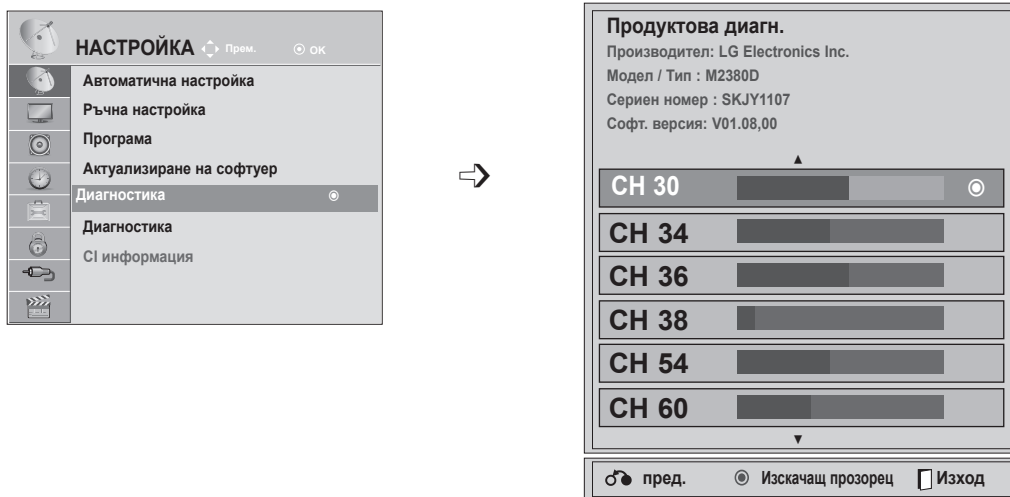 НАСТРОЙКА Прем. OK
Автоматична настройка
Ръчна настройка
Програма
Актуализиране на софтуер
Диагностика
Диагностика
CI информация
Продуктова диагн.
Производител: LG Electronics Inc.
Модел / Тип : M2380D
Сериен номер : SKJY1107
Софт. версия: V01.08,00
CH 30
CH 34
CH 36
CH 38
CH 54
CH 60
пред. Изскачащ прозорец Изход